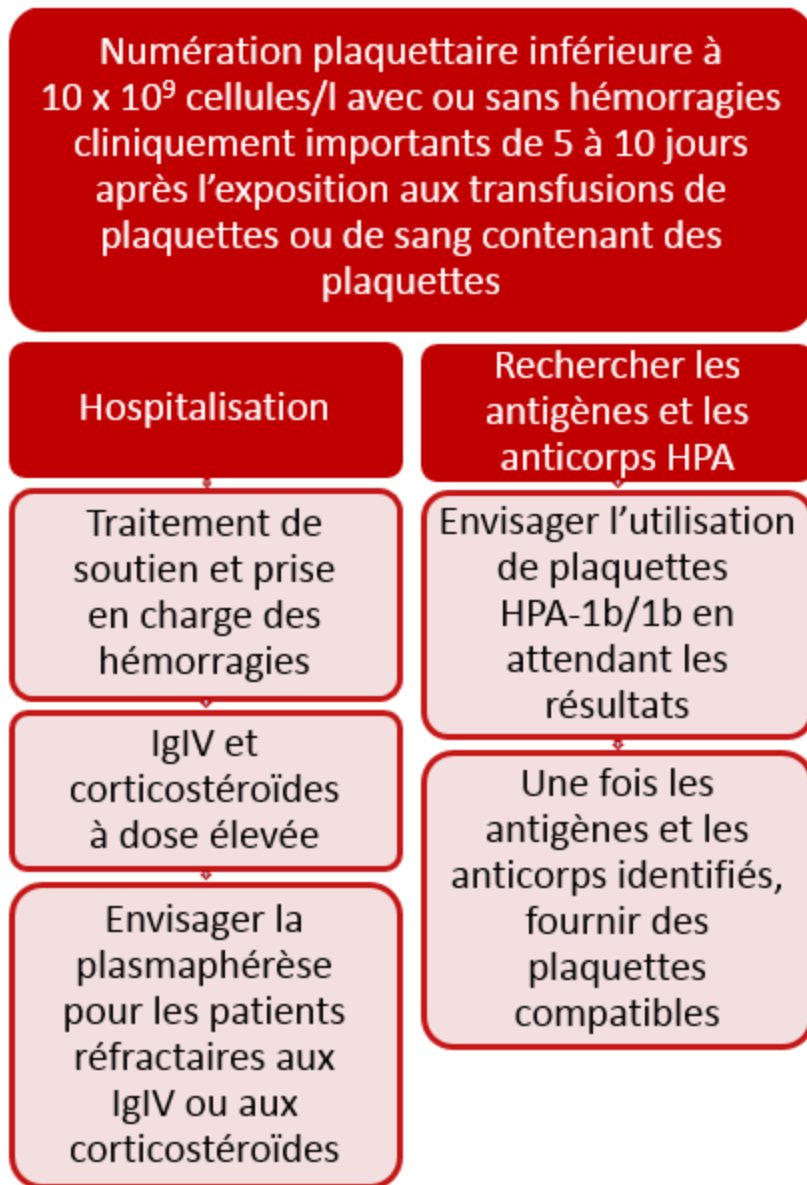 Numération plaquettaire inférieure à
10 x 10⁹ cellules/l avec ou sans hémorragies
cliniquement importants de 5 à 10 jours
après l’exposition aux transfusions de
plaquettes ou de sang contenant des
plaquettes
Hospitalisation
Traitement de
soutien et prise
en charge des
hémorragies
IgIV et
corticostéroïdes
à dose élevée
Envisager la
plasmaphérèse
pour les patients
réfractaires aux
IgIV ou aux
corticostéroïdes
Rechercher les
antigènes et les
anticorps HPA
Envisager l’utilisation
de plaquettes
HPA-1b/1b en
attendant les
résultats
Une fois les
antigènes et les
anticorps identifiés,
fournir des
plaquettes
compatibles